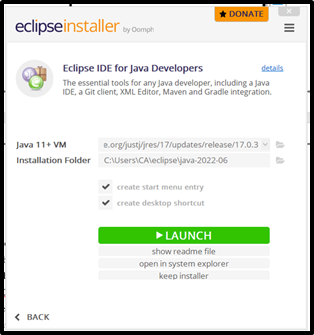 DONATE
eclipseinstaller by Oomph
Eclipse IDE for Java Developers details
The essential tools for any Java developer, including a Java
IDE, a Git client, XML Editor, Maven and Gradle integration.
Java 11+ VM e.org/justj/jres/17/updates/release/17.0.3
Installation Folder C:\Users\CA\eclipse\java-2022-06
create start menu entry
create desktop shortcut
LAUNCH
show readme file
open in system explorer
keep installer
BACK